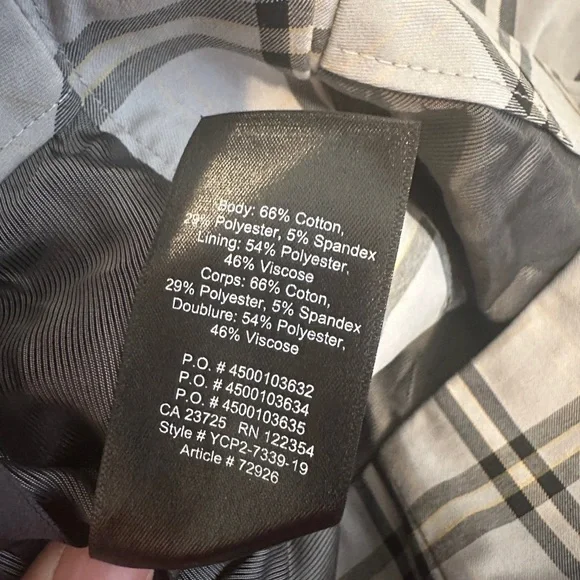 Body: 66% Cotton,
29% Polyester, 5% Spandex
Lining: 54% Polyester,
46% Viscose
Corps: 66% Coton,
29% Polyester, 5% Spandex
Doublure: 54% Polyester,
46% Viscose
P.O. # 4500103632
P.O. # 4500103634
P.O. # 4500103635
CA 23725 RN 122354
Style # YCP2-7339-19
Article # 72926